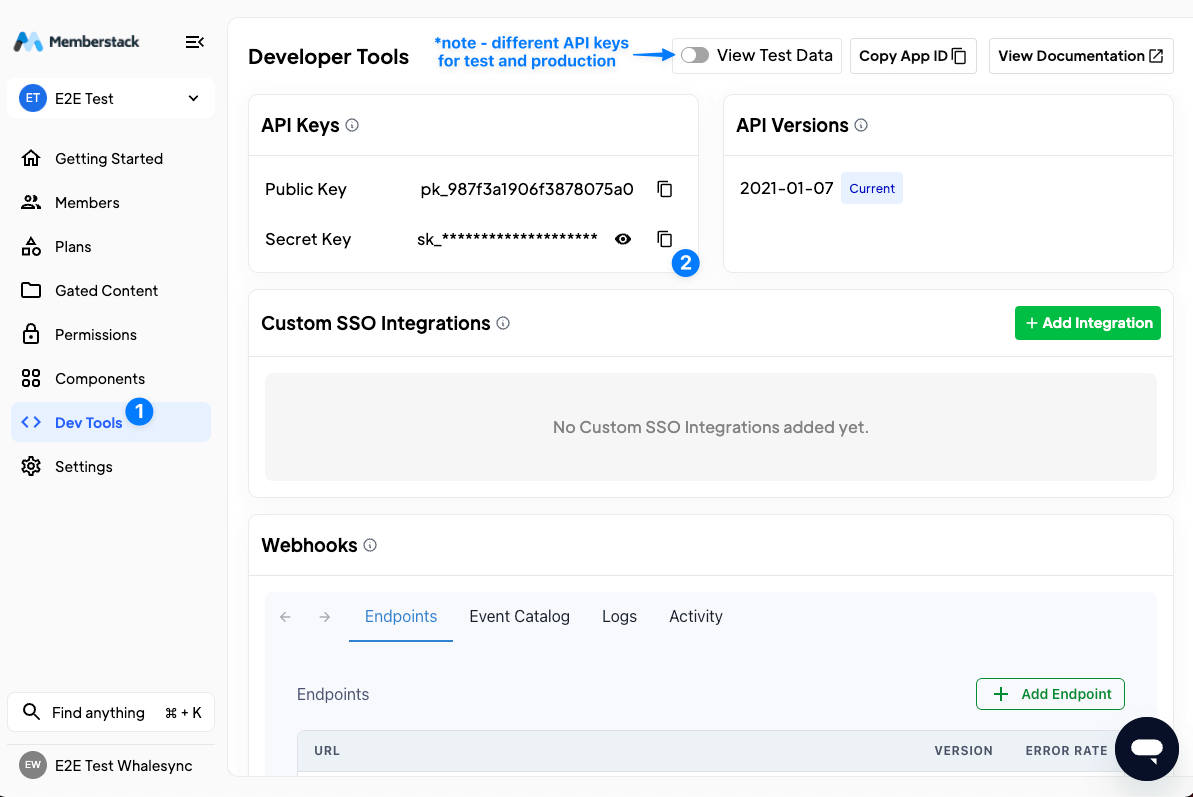 Memberstack
ET E2E Test
Getting Started
Members
Plans
Gated Content
Permissions
Components
Dev Tools 1
Settings
Find anything ⌘ + K
EW E2E Test Whalesync
Developer Tools
*note - different API keys
for test and production
View Test Data
Copy App ID
View Documentation
API Keys
Public Key pk_987f3a1906f3878075a0
Secret Key sk_********************
2
API Versions
2021-01-07 Current
Custom SSO Integrations
+ Add Integration
No Custom SSO Integrations added yet.
Webhooks
← → Endpoints Event Catalog Logs Activity
Endpoints
+ Add Endpoint
URL VERSION ERROR RATE